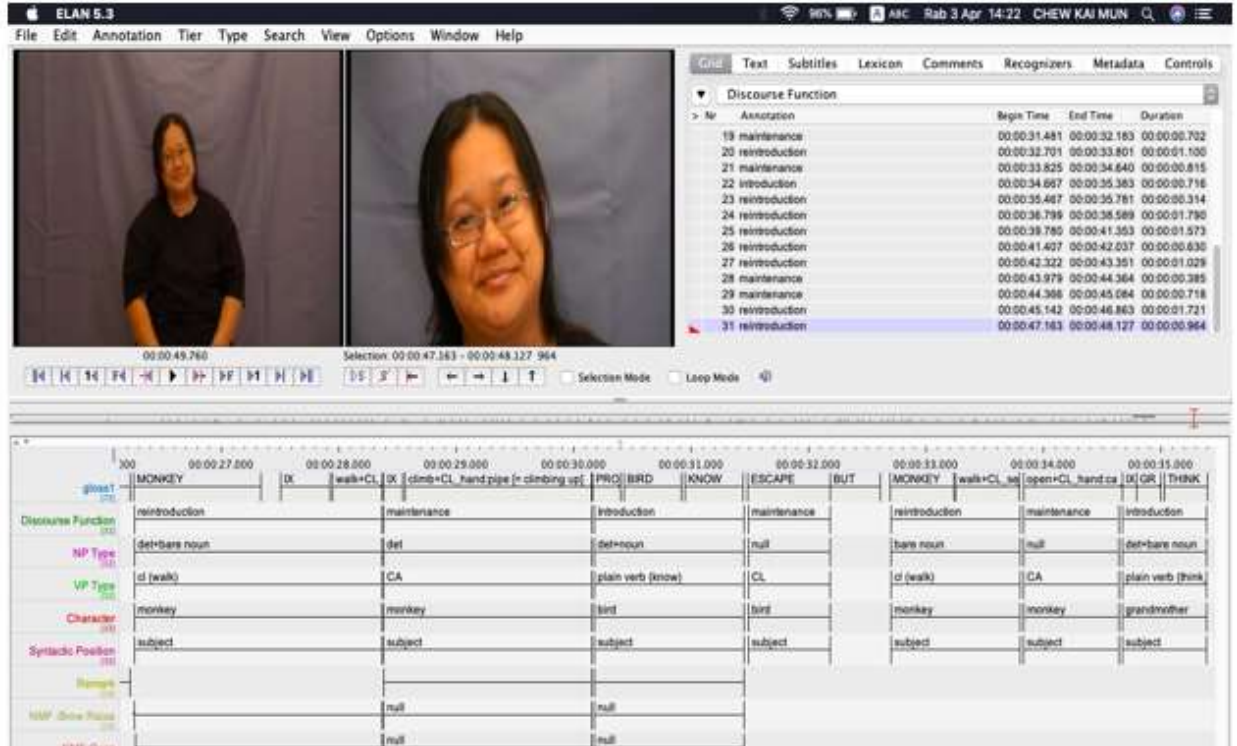 ELAN 5.3 96% ABC Rab 3 Apr 14:22 CHEW KAI MUN
File Edit Annotation Tier Type Search View Options Window Help
Grid Text Subtitles Lexicon Comments Recognizers Metadata Controls
Discourse Function
> Nr Annotation Begin Time End Time Duration
19 maintenance 00:00:31.481 00:00:32.183 00:00:00.702
20 reintroduction 00:00:32.701 00:00:33.801 00:00:01.100
21 maintenance 00:00:33.825 00:00:34.640 00:00:00.815
22 introduction 00:00:34.667 00:00:35.383 00:00:00.716
23 reintroduction 00:00:35.467 00:00:35.781 00:00:00.314
24 reintroduction 00:00:36.799 00:00:38.589 00:00:01.790
25 reintroduction 00:00:39.780 00:00:41.353 00:00:01.573
26 reintroduction 00:00:41.407 00:00:42.037 00:00:00.630
27 reintroduction 00:00:42.322 00:00:43.351 00:00:01.029
28 maintenance 00:00:43.979 00:00:44.364 00:00:00.385
29 maintenance 00:00:44.366 00:00:45.084 00:00:00.718
30 reintroduction 00:00:45.142 00:00:46.863 00:00:01.721
31 reintroduction 00:00:47.163 00:00:48.127 00:00:00.964
00:00:49.760 Selection: 00:00:47.163 - 00:00:48.127 964
Selection Mode Loop Mode
00:00:27.000 00:00:28.000 00:00:29.000 00:00:30.000 00:00:31.000 00:00:32.000 00:00:33.000 00:00:34.000 00:00:35.000
gloss1 MONKEY IX walk+CL IX climb+CL_hand:pipe [= climbing up] PRO BIRD KNOW ESCAPE BUT MONKEY walk+CL_se open+CL_hand:ca IX GR THINK
Discourse Function reintroduction maintenance introduction maintenance reintroduction maintenance introduction
NP Type det+bare noun det det+noun null bare noun null det+bare noun
VP Type cl (walk) CA plain verb (know) CL cl (walk) CA plain verb (think)
Character monkey monkey bird bird monkey monkey grandmother
Syntactic Position subject subject subject subject subject subject subject
null null
null null